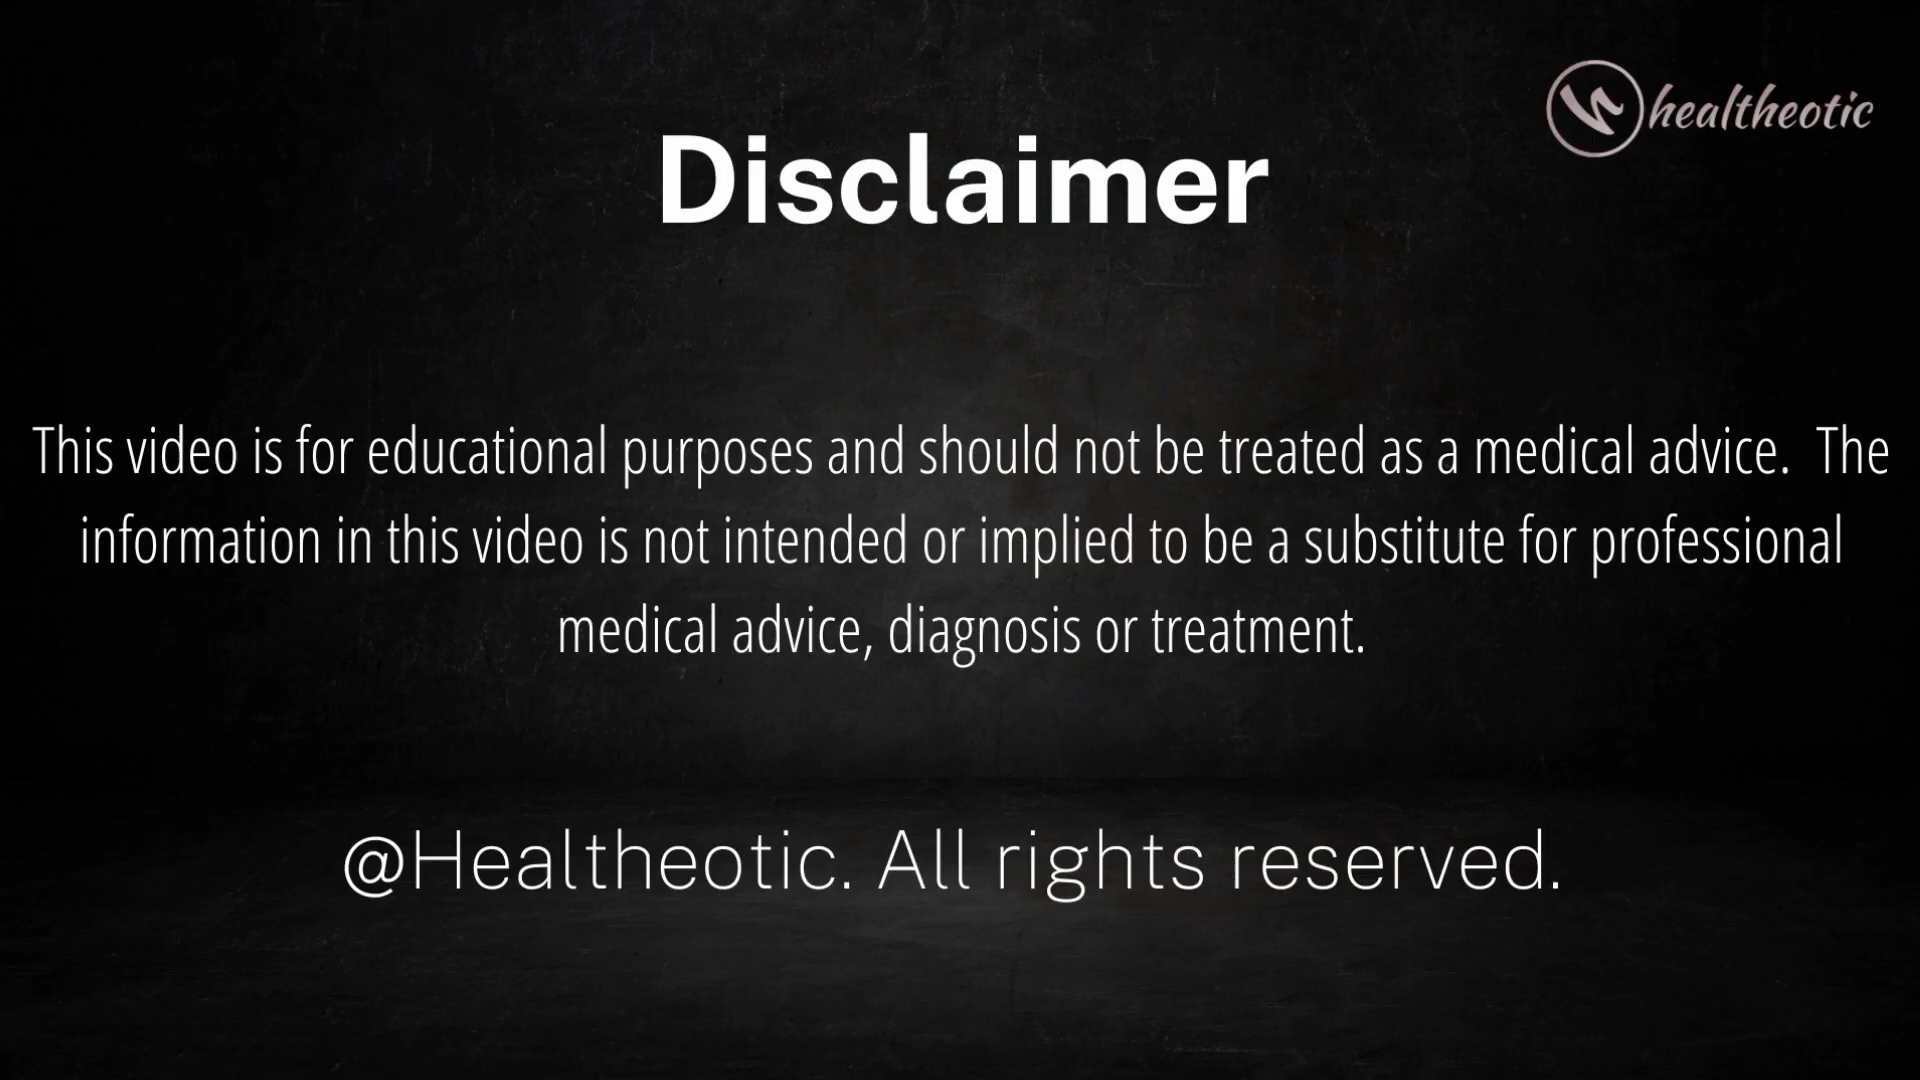 healtheotic
Disclaimer
This video is for educational purposes and should not be treated as a medical advice.  The
information in this video is not intended or implied to be a substitute for professional
medical advice, diagnosis or treatment.
@Healtheotic. All rights reserved.